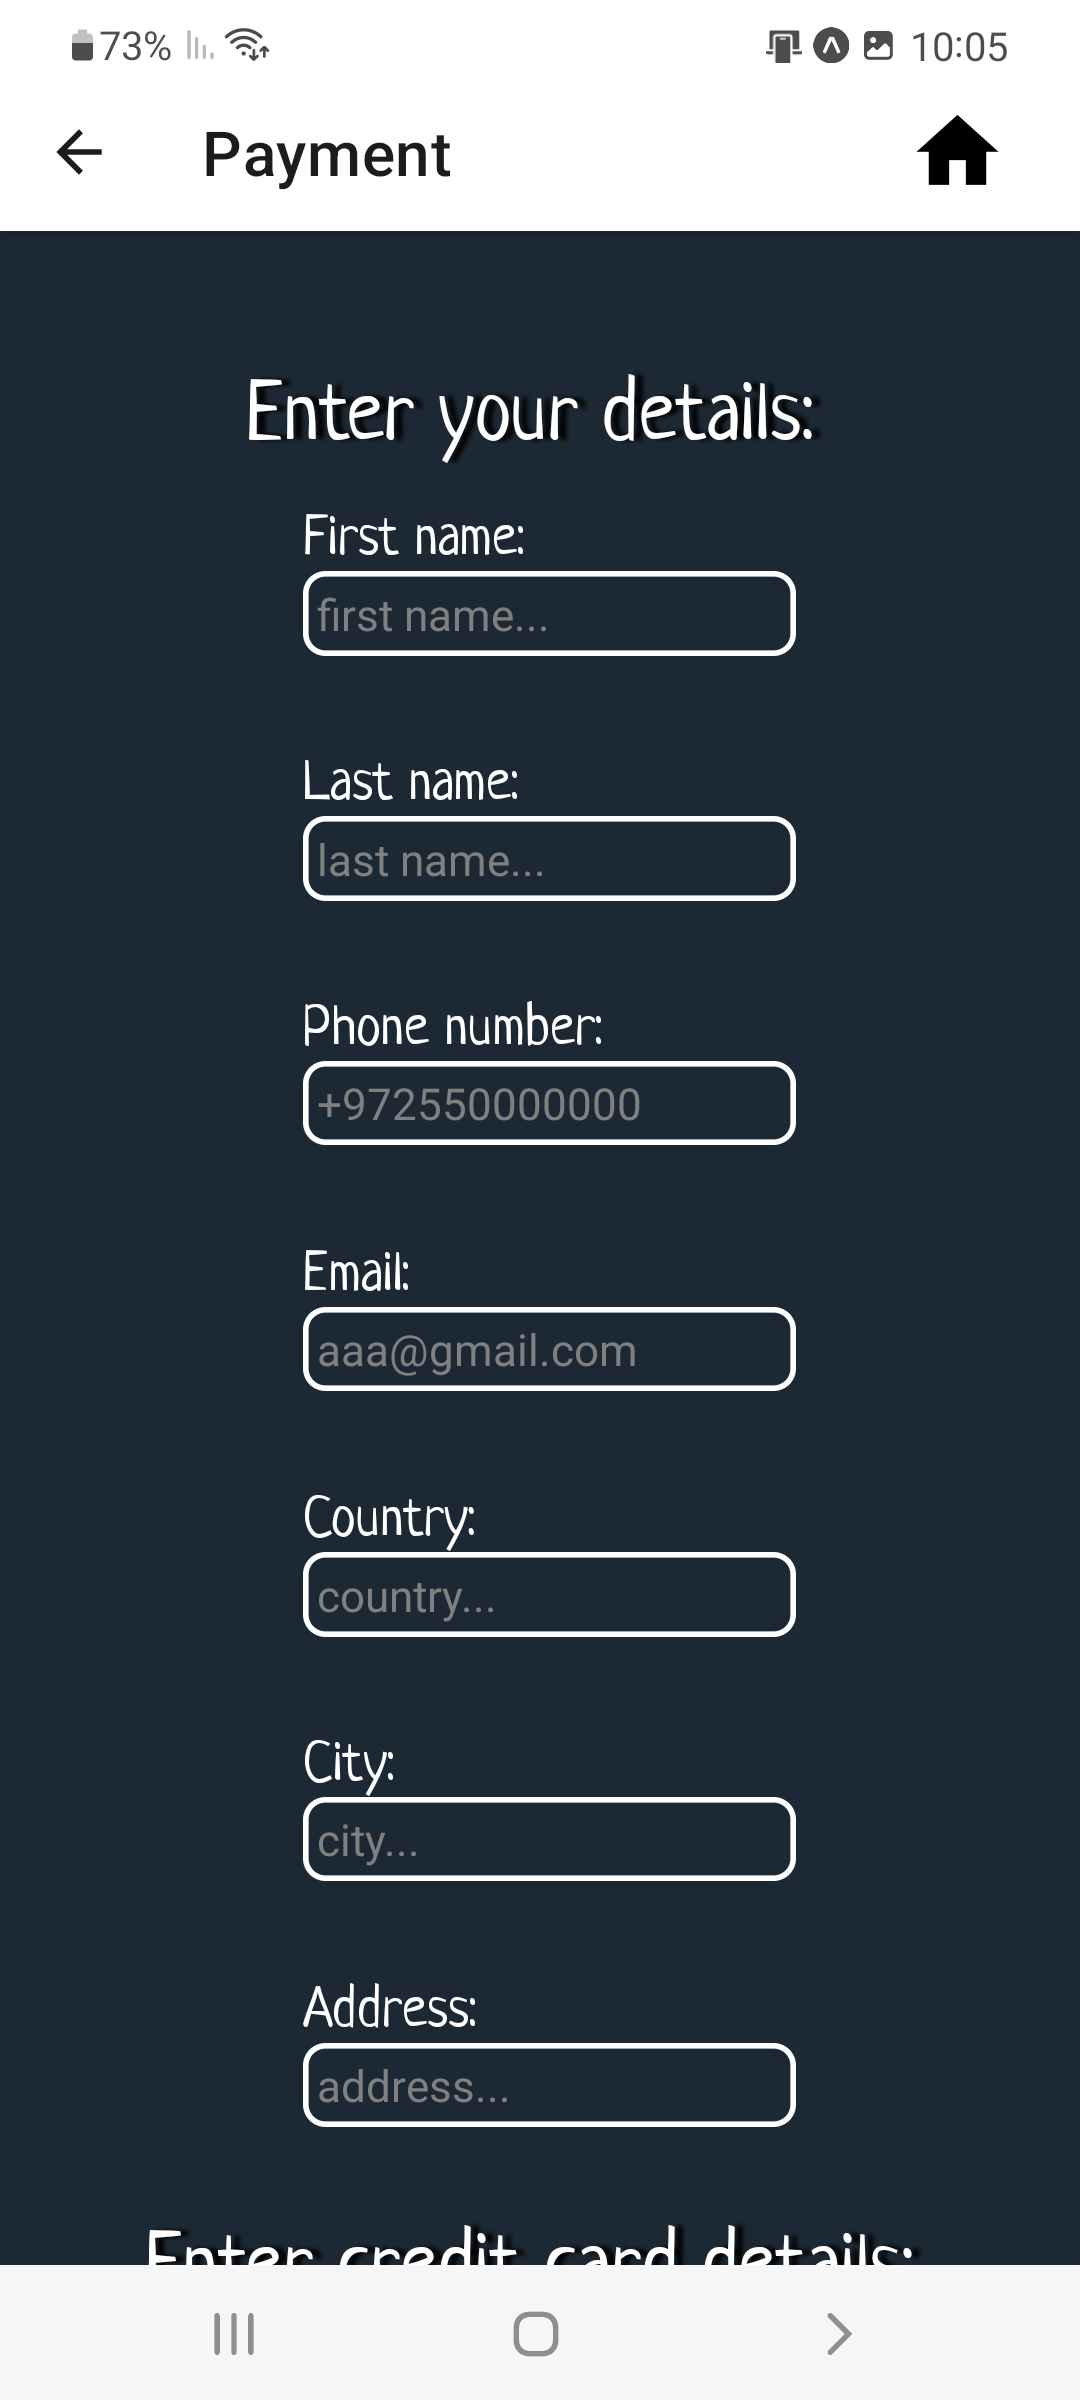 73% 10:05
Payment
Enter your details:
First name:
first name...
Last name:
last name...
Phone number:
+972550000000
Email:
aaa@gmail.com
Country:
country...
City:
city...
Address:
address...
Enter credit card details: